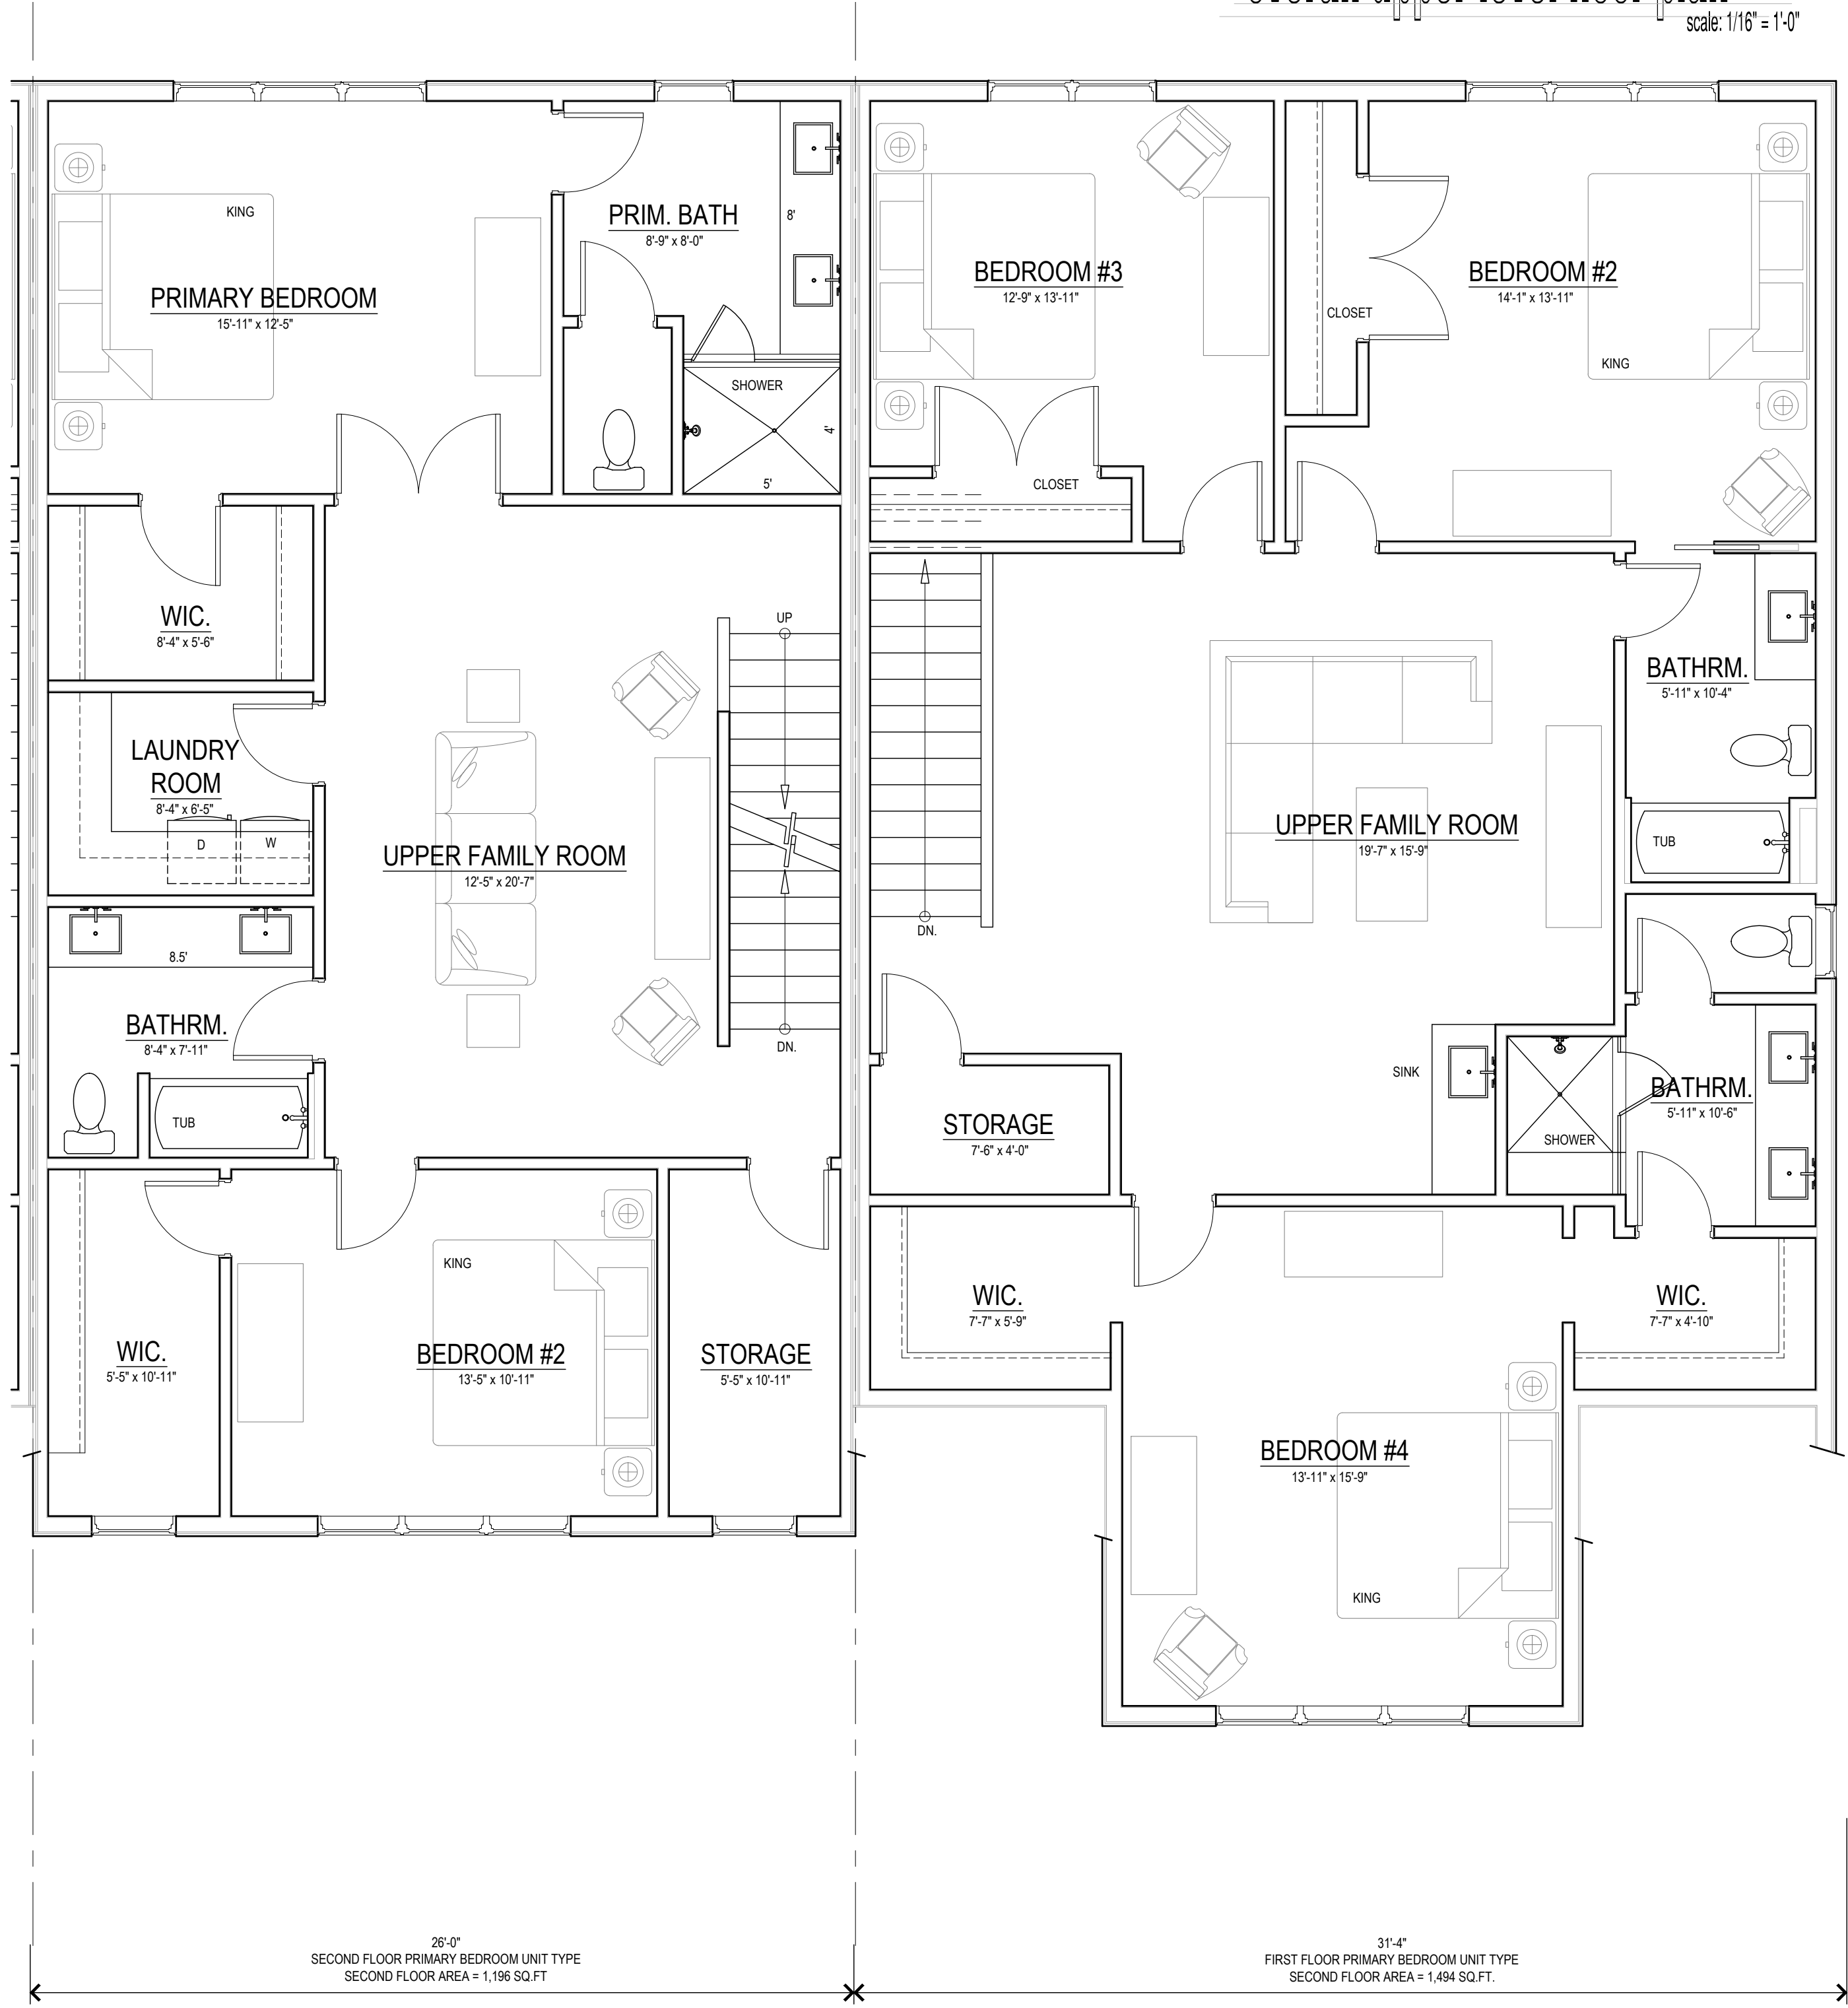 scale: 1/16" = 1'-0"
KING
PRIMARY BEDROOM
15'-11" x 12'-5"
PRIM. BATH
8'-9" x 8'-0"
8'
SHOWER
4'
5'
WIC.
8'-4" x 5'-6"
LAUNDRY
ROOM
8'-4" x 6'-5"
D
W
UPPER FAMILY ROOM
12'-5" x 20'-7"
UP
DN.
8.5'
BATHRM.
8'-4" x 7'-11"
TUB
WIC.
5'-5" x 10'-11"
KING
BEDROOM #2
13'-5" x 10'-11"
STORAGE
5'-5" x 10'-11"
BEDROOM #3
12'-9" x 13'-11"
CLOSET
CLOSET
BEDROOM #2
14'-1" x 13'-11"
KING
BATHRM.
5'-11" x 10'-4"
TUB
UPPER FAMILY ROOM
19'-7" x 15'-9"
DN.
SINK
STORAGE
7'-6" x 4'-0"
BATHRM.
5'-11" x 10'-6"
SHOWER
WIC.
7'-7" x 5'-9"
WIC.
7'-7" x 4'-10"
BEDROOM #4
13'-11" x 15'-9"
KING
26'-0"
SECOND FLOOR PRIMARY BEDROOM UNIT TYPE
SECOND FLOOR AREA = 1,196 SQ.FT
31'-4"
FIRST FLOOR PRIMARY BEDROOM UNIT TYPE
SECOND FLOOR AREA = 1,494 SQ.FT.